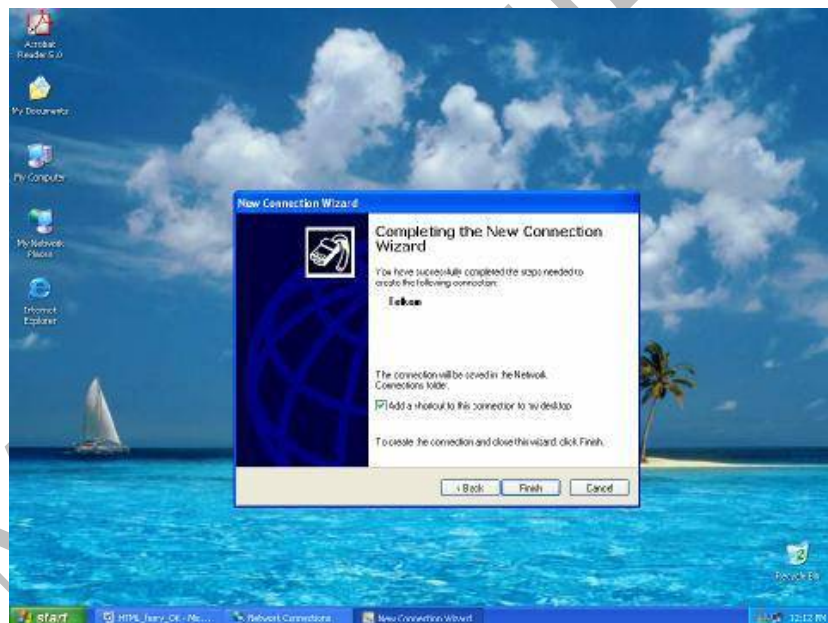 Acrobat
Reader 5.0
My Documents
My Computer
My Network
Places
Internet
Explorer
New Connection Wizard
Completing the New Connection
Wizard
You have successfully completed the steps needed to
create the following connection:
Telkom
The connection will be saved in the Network
Connections folder.
Add a shortcut to this connection to my desktop
To create the connection and close this wizard, click Finish.
< Back
Finish
Cancel
Recycle Bin
start
Network Connections
New Connection Wizard
12:12 PM